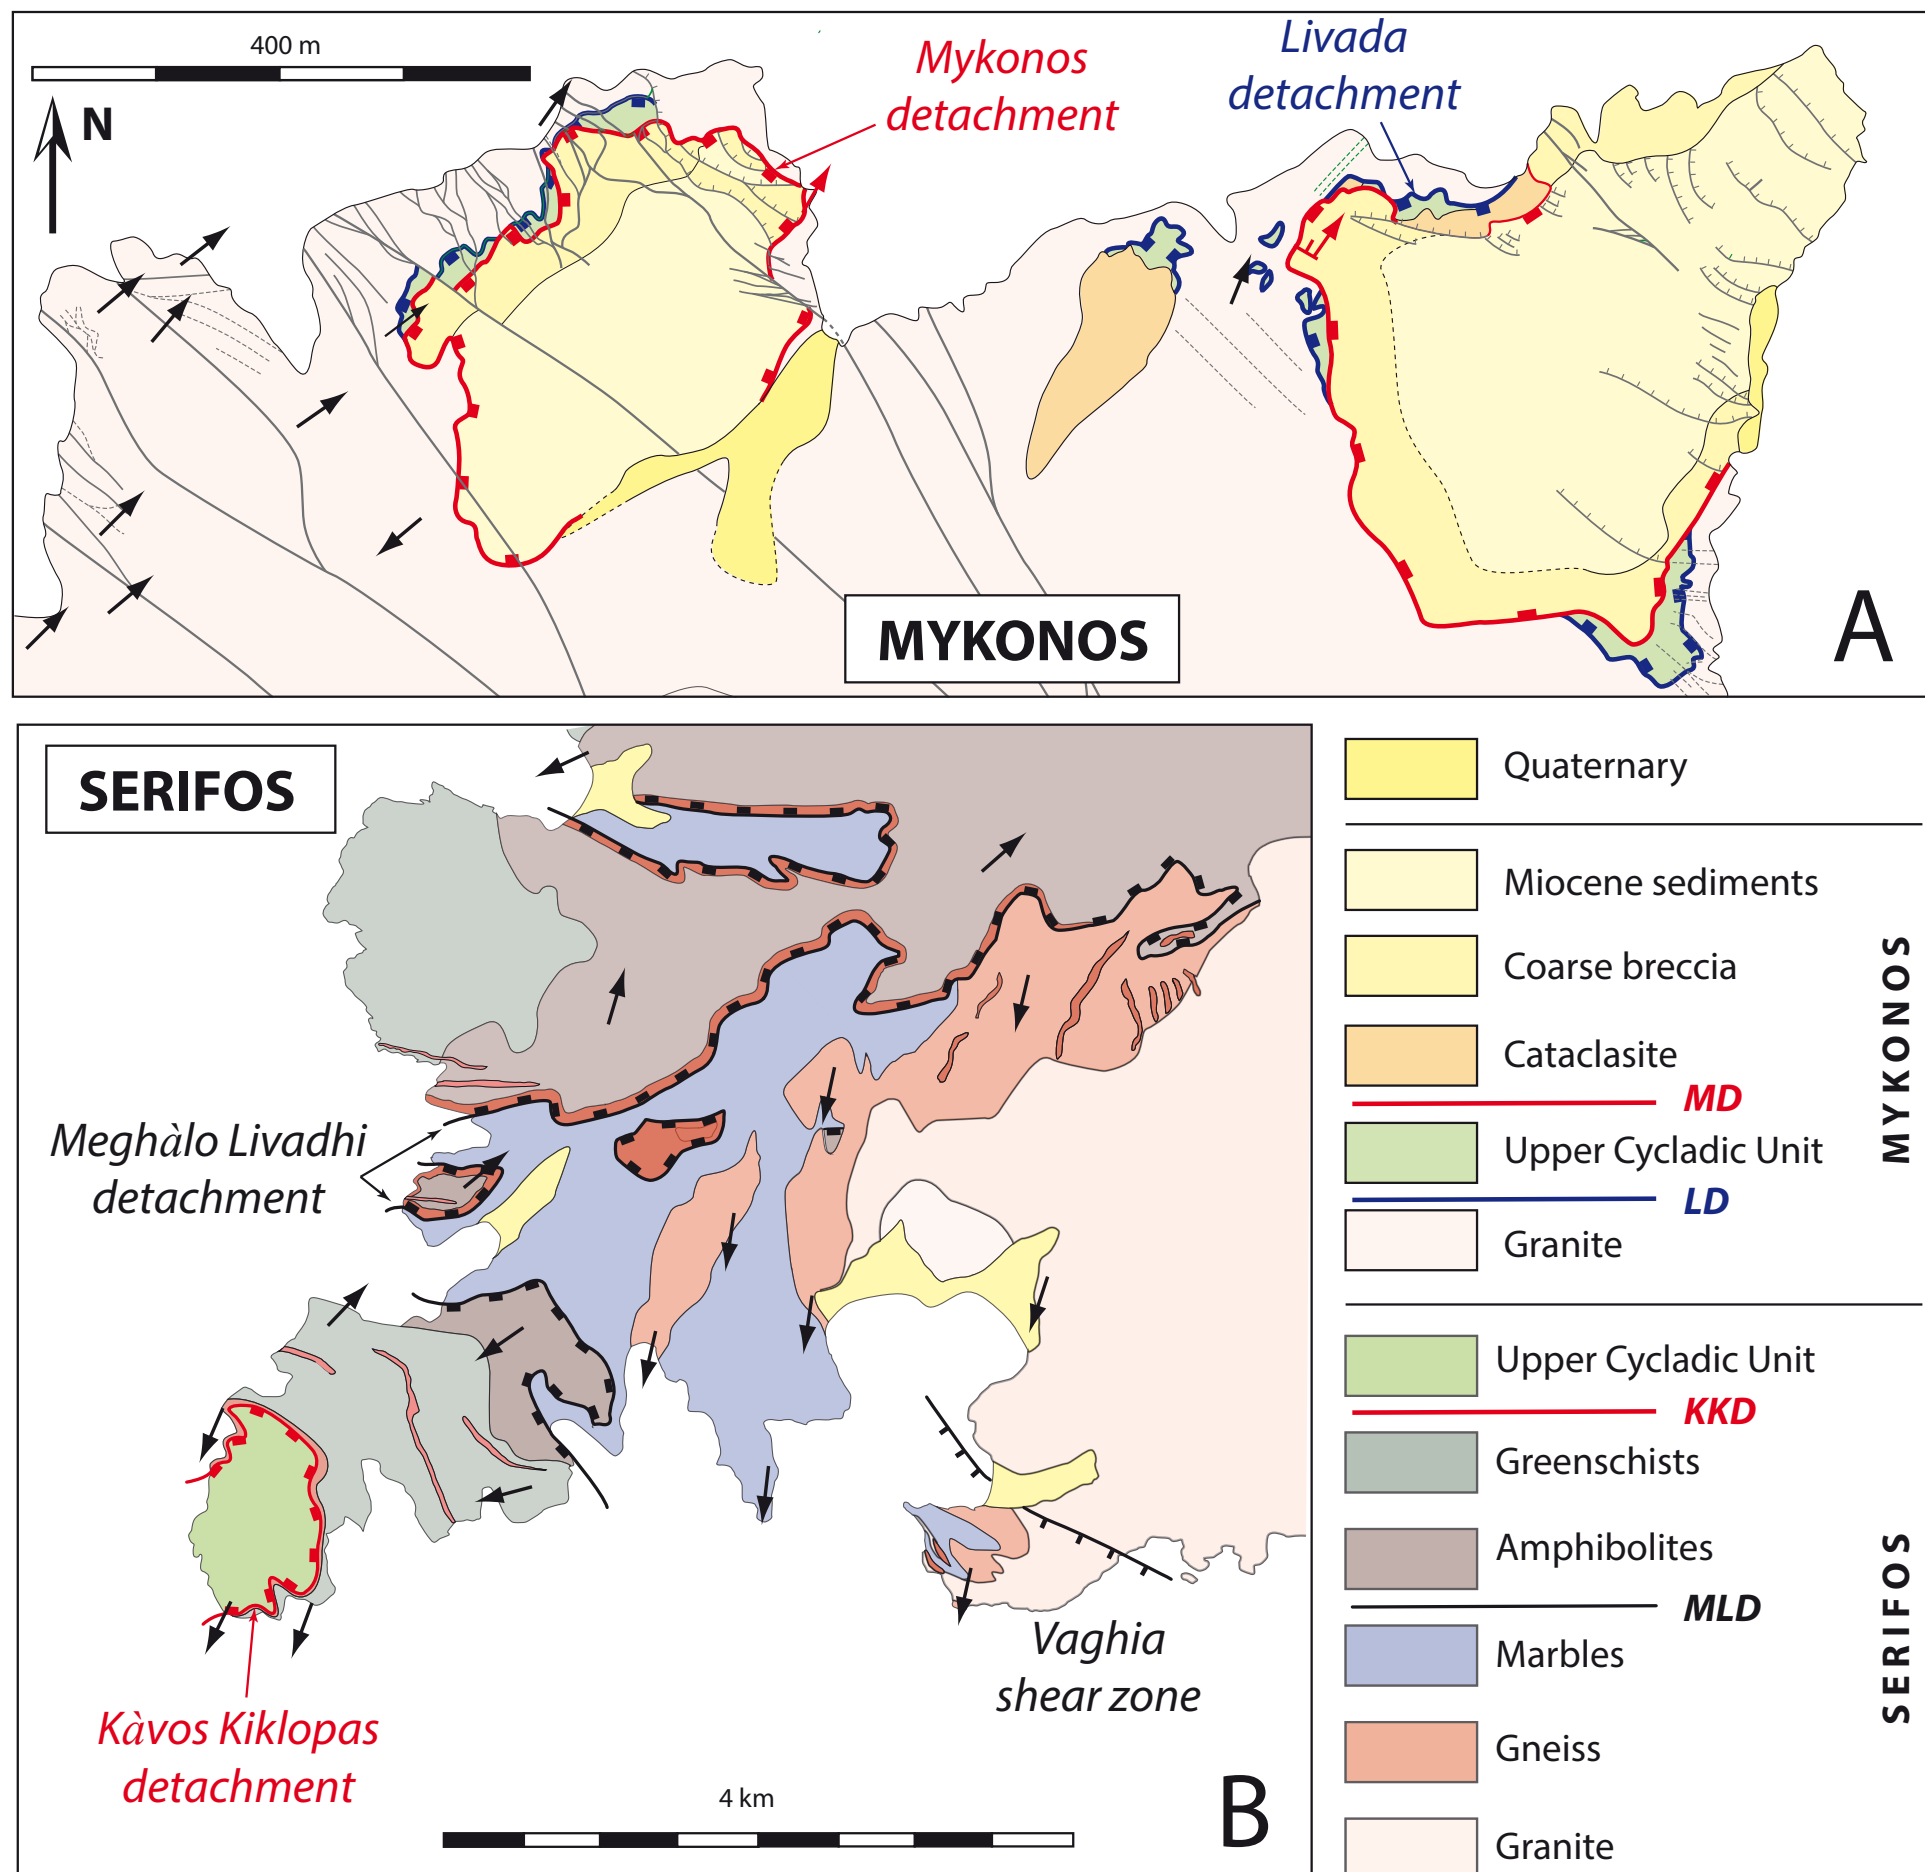 400 m
N
Mykonos
detachment
Livada
detachment
MYKONOS
A
SERIFOS
Meghàlo Livadhi
detachment
Kàvos Kiklopas
detachment
Vaghia
shear zone
4 km
B
Quaternary
Miocene sediments
Coarse breccia
Cataclasite
MD
Upper Cycladic Unit
LD
Granite
MYKONOS
Upper Cycladic Unit
KKD
Greenschists
Amphibolites
MLD
Marbles
Gneiss
Granite
SERIFOS